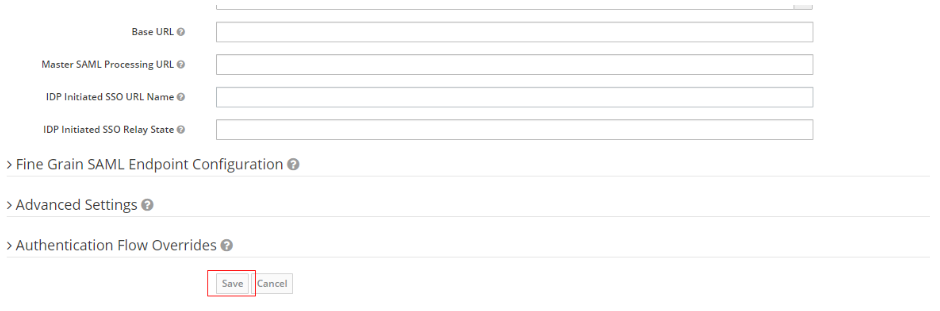 Base URL
Master SAML Processing URL
IDP Initiated SSO URL Name
IDP Initiated SSO Relay State
Fine Grain SAML Endpoint Configuration
Advanced Settings
Authentication Flow Overrides
Save Cancel